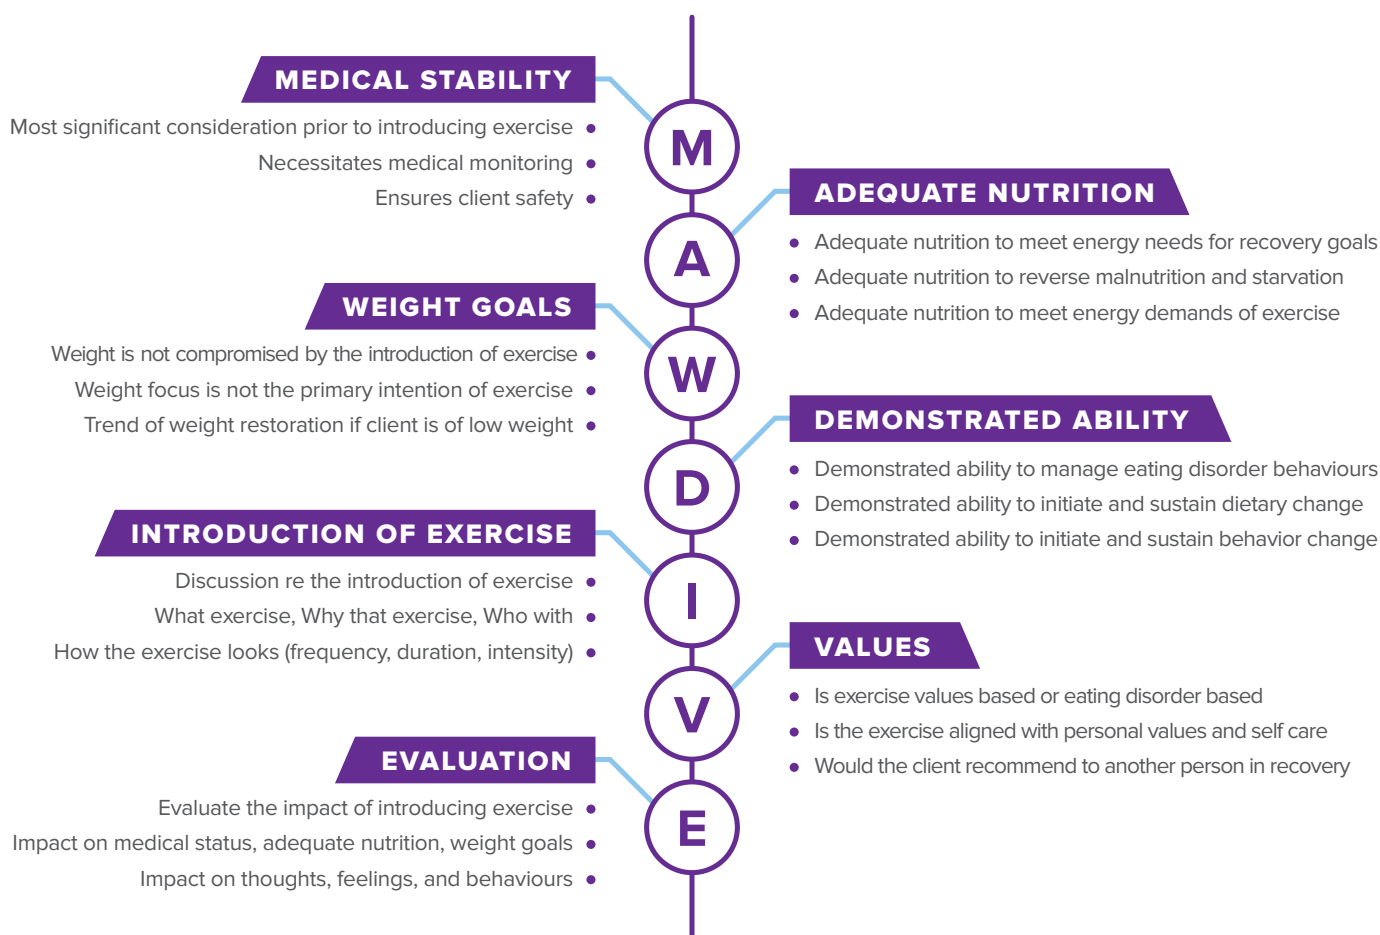 MEDICAL STABILITY
Most significant consideration prior to introducing exercise
Necessitates medical monitoring
Ensures client safety
M
ADEQUATE NUTRITION
Adequate nutrition to meet energy needs for recovery goals
Adequate nutrition to reverse malnutrition and starvation
Adequate nutrition to meet energy demands of exercise
A
WEIGHT GOALS
Weight is not compromised by the introduction of exercise
Weight focus is not the primary intention of exercise
Trend of weight restoration if client is of low weight
W
DEMONSTRATED ABILITY
Demonstrated ability to manage eating disorder behaviours
Demonstrated ability to initiate and sustain dietary change
Demonstrated ability to initiate and sustain behavior change
D
INTRODUCTION OF EXERCISE
Discussion re the introduction of exercise
What exercise, Why that exercise, Who with
How the exercise looks (frequency, duration, intensity)
I
VALUES
Is exercise values based or eating disorder based
Is the exercise aligned with personal values and self care
Would the client recommend to another person in recovery
V
EVALUATION
Evaluate the impact of introducing exercise
Impact on medical status, adequate nutrition, weight goals
Impact on thoughts, feelings, and behaviours
E